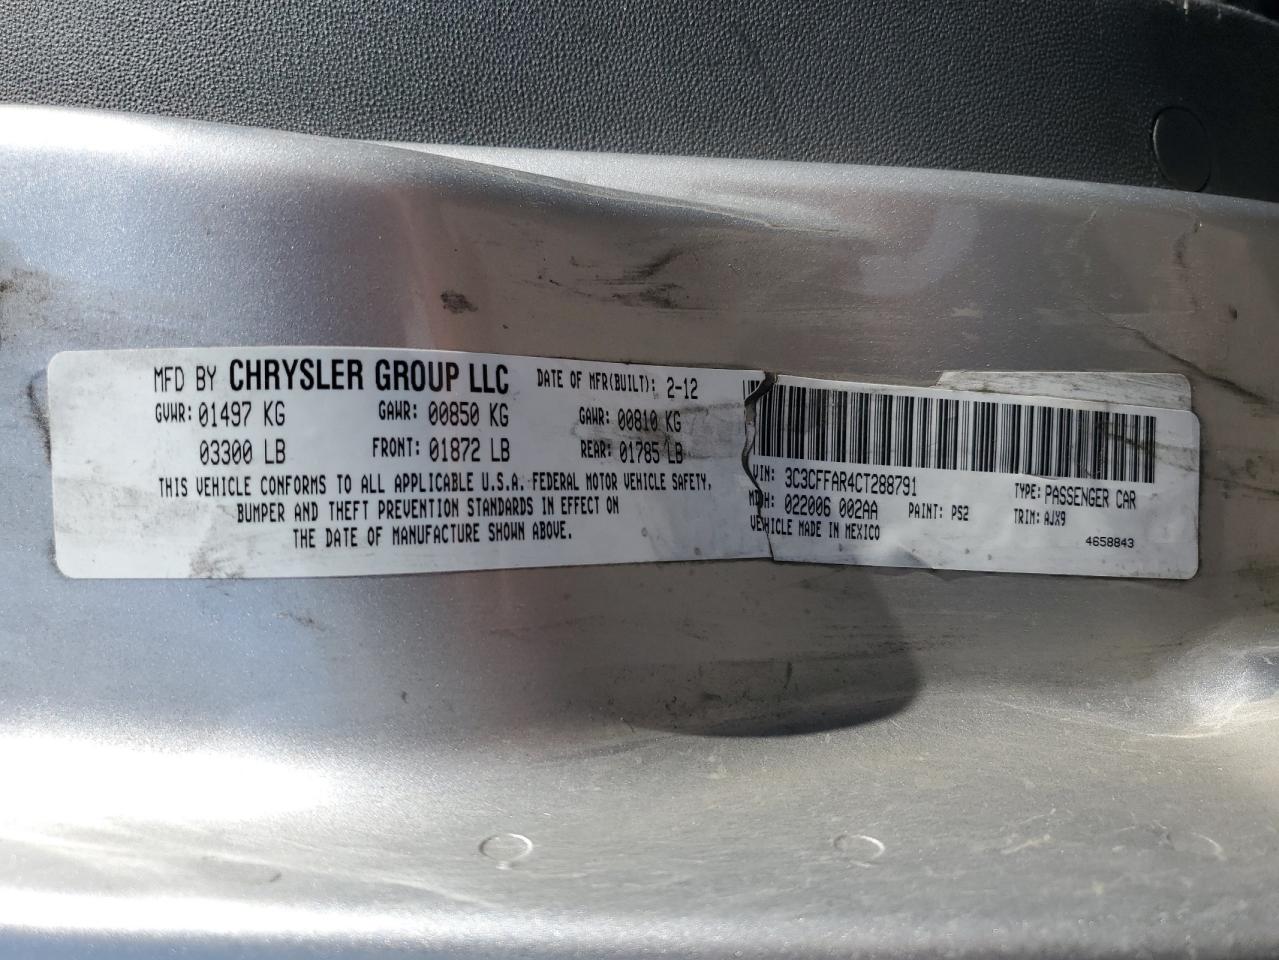 MFD BY CHRYSLER GROUP LLC DATE OF MFR(BUILT): 2-12
GVWR: 01497 KG GAWR: 00850 KG GAWR: 00810 KG
03300 LB FRONT: 01872 LB REAR: 01785 LB
THIS VEHICLE CONFORMS TO ALL APPLICABLE U.S.A. FEDERAL MOTOR VEHICLE SAFETY,
BUMPER AND THEFT PREVENTION STANDARDS IN EFFECT ON
THE DATE OF MANUFACTURE SHOWN ABOVE.
VIN: 3C3CFFAR4CT288791 TYPE: PASSENGER CAR
MDH: 022006 002AA PAINT: PS2 TRIM: AJX9
VEHICLE MADE IN MEXICO 4658843